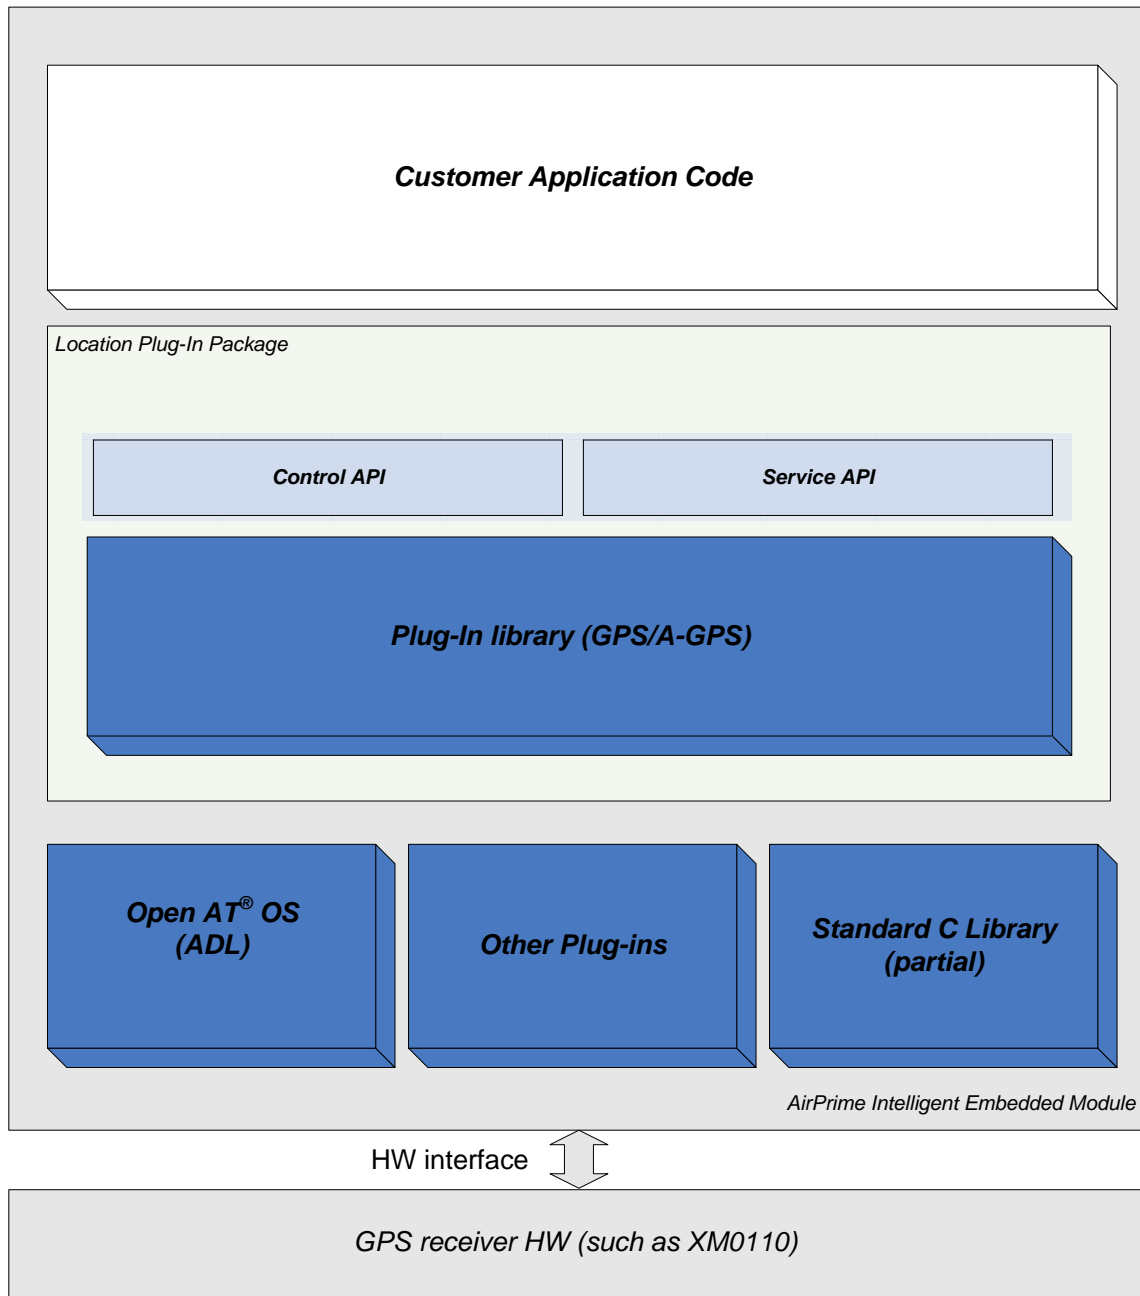 Customer Application Code
Location Plug-In Package
Control API
Service API
Plug-In library (GPS/A-GPS)
Open AT® OS
(ADL)
Other Plug-ins
Standard C Library
(partial)
AirPrime Intelligent Embedded Module
HW interface
GPS receiver HW (such as XM0110)